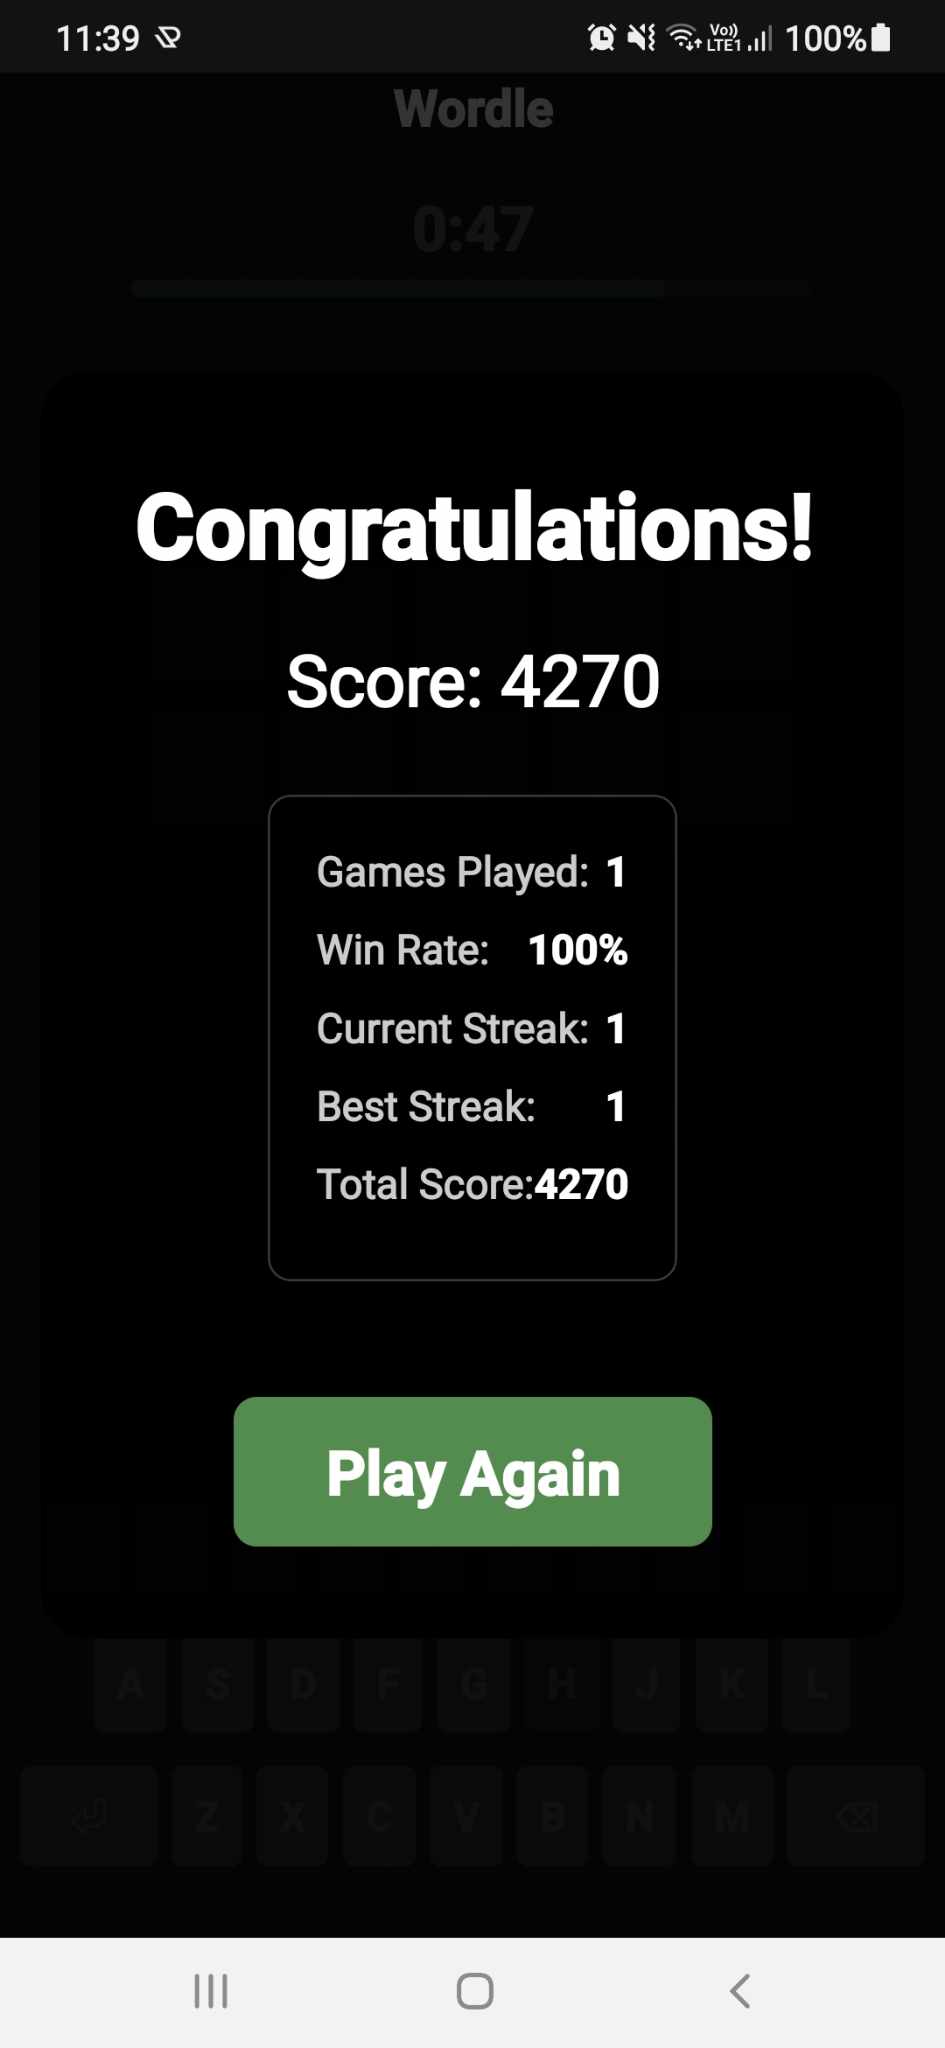 11:39 Vo)) LTE1 100%
Wordle
0:47
Congratulations!
Score: 4270
Games Played: 1
Win Rate: 100%
Current Streak: 1
Best Streak: 1
Total Score:4270
Play Again
A S D F G H J K L
Z X C V B N M